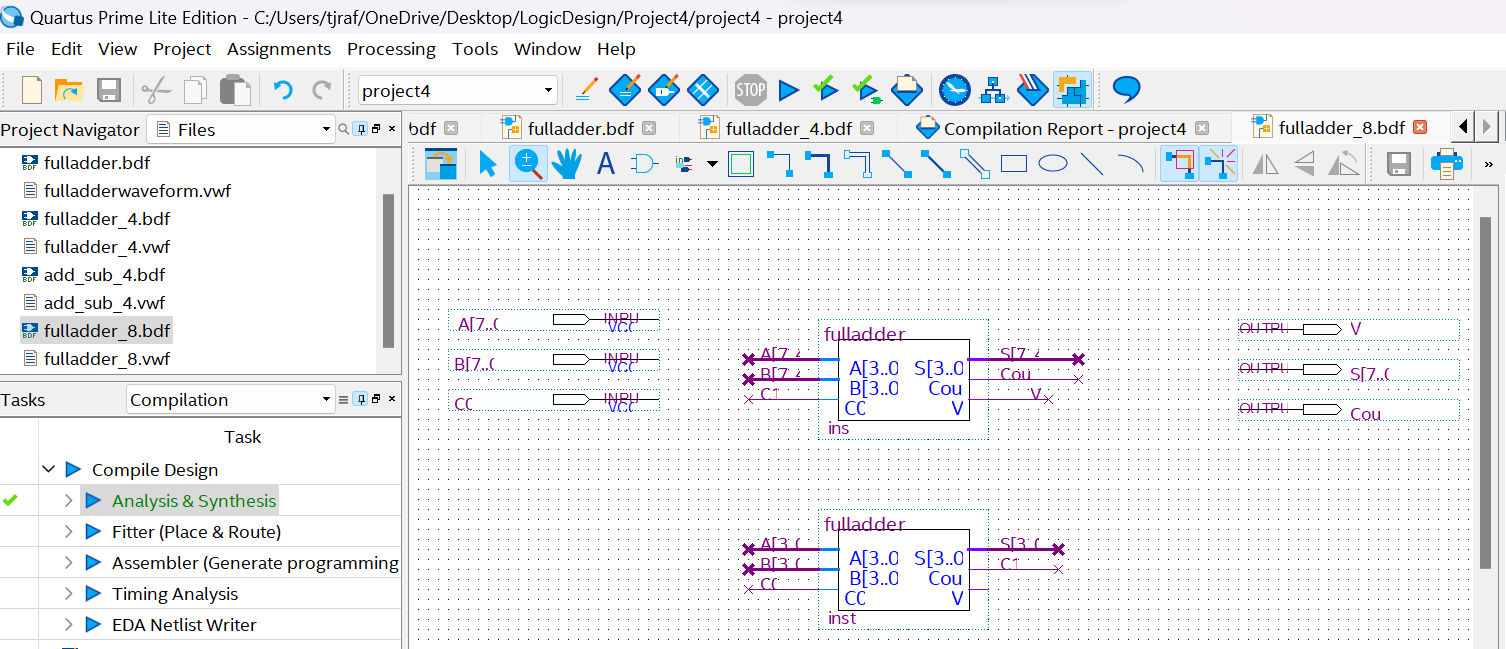 Quartus Prime Lite Edition - C:/Users/tjraf/OneDrive/Desktop/LogicDesign/Project4/project4 - project4
File Edit View Project Assignments Processing Tools Window Help
project4
STOP
Project Navigator Files
bdf fulladder.bdf fulladder_4.bdf Compilation Report - project4 fulladder_8.bdf
fulladder.bdf
fulladderwaveform.vwf
fulladder_4.bdf
fulladder_4.vwf
add_sub_4.bdf
add_sub_4.vwf
fulladder_8.bdf
fulladder_8.vwf
Tasks Compilation
Task
Compile Design
Analysis & Synthesis
Fitter (Place & Route)
Assembler (Generate programming
Timing Analysis
EDA Netlist Writer
A
»
A[7..0 INPU VCC
B[7..0 INPU VCC
C0 INPU VCC
fulladder
A[7..4 A[3..0 S[3..0 S[7..4
B[7..4 B[3..0 Cou Cou
C1 C0 V V
ins
OUTPU V
OUTPU S[7..0
OUTPU Cou
fulladder
A[3..0 A[3..0 S[3..0 S[3..0
B[3..0 B[3..0 Cou C1
C0 C0 V
inst